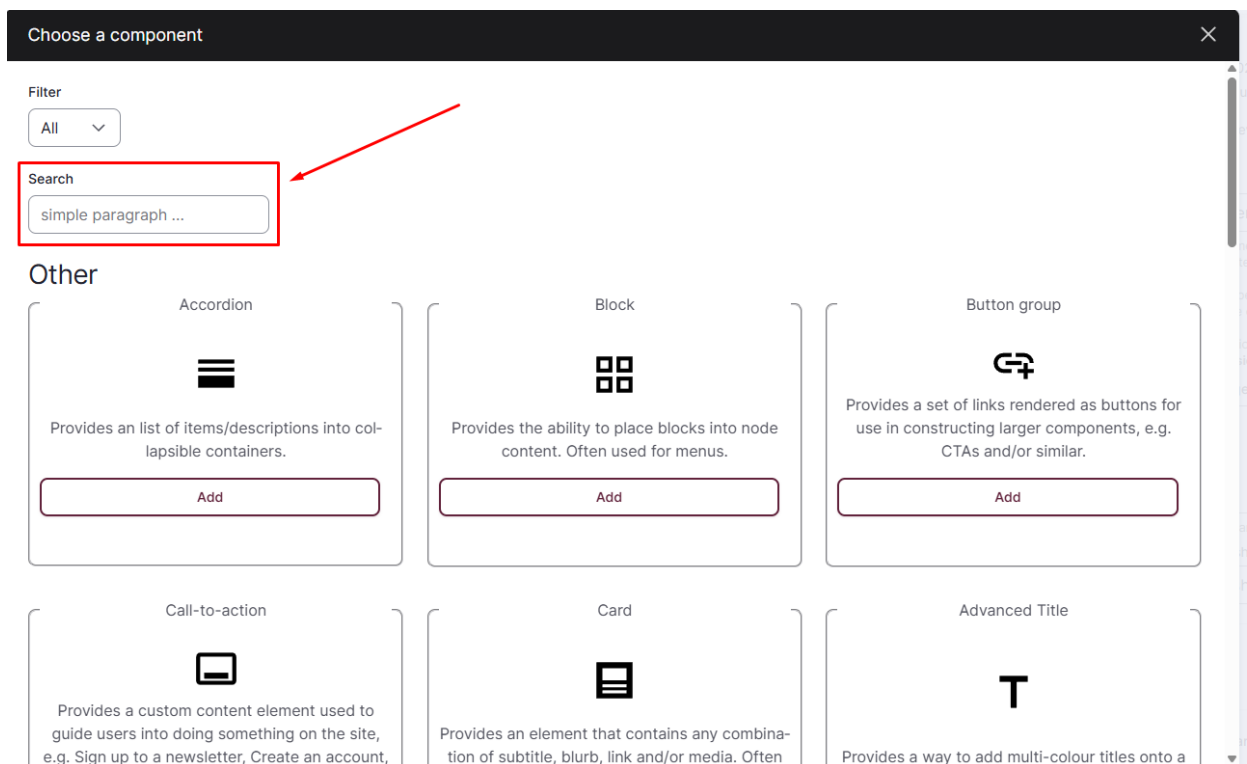 Choose a component
Filter
All
Search
simple paragraph ...
Other
Accordion
Provides an list of items/descriptions into col-
lapsible containers.
Add
Block
Provides the ability to place blocks into node
content. Often used for menus.
Add
Button group
Provides a set of links rendered as buttons for
use in constructing larger components, e.g.
CTAs and/or similar.
Add
Call-to-action
Provides a custom content element used to
guide users into doing something on the site,
e.g. Sign up to a newsletter, Create an account,
Card
Provides an element that contains any combina-
tion of subtitle, blurb, link and/or media. Often
Advanced Title
Provides a way to add multi-colour titles onto a